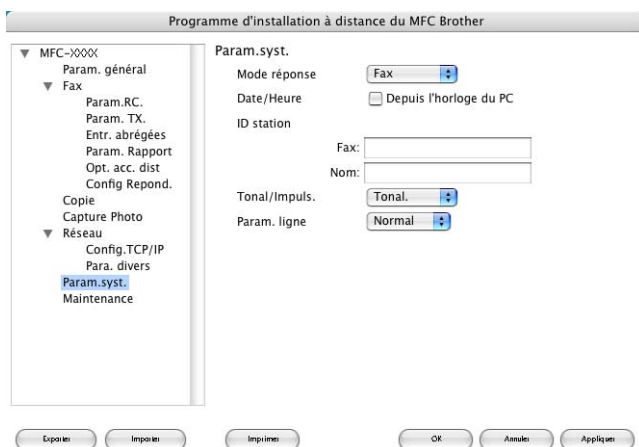 Programme d'installation à distance du MFC Brother
MFC-XXXX
Param. général
Fax
Param.RC.
Param. TX.
Entr. abrégées
Param. Rapport
Opt. acc. dist
Config Repond.
Copie
Capture Photo
Réseau
Config.TCP/IP
Para. divers
Param.syst.
Maintenance
Param.syst.
Mode réponse Fax
Date/Heure Depuis l'horloge du PC
ID station
Fax:
Nom:
Tonal/Impuls. Tonal.
Param. ligne Normal
Exporter Importer Imprimer OK Annuler Appliquer